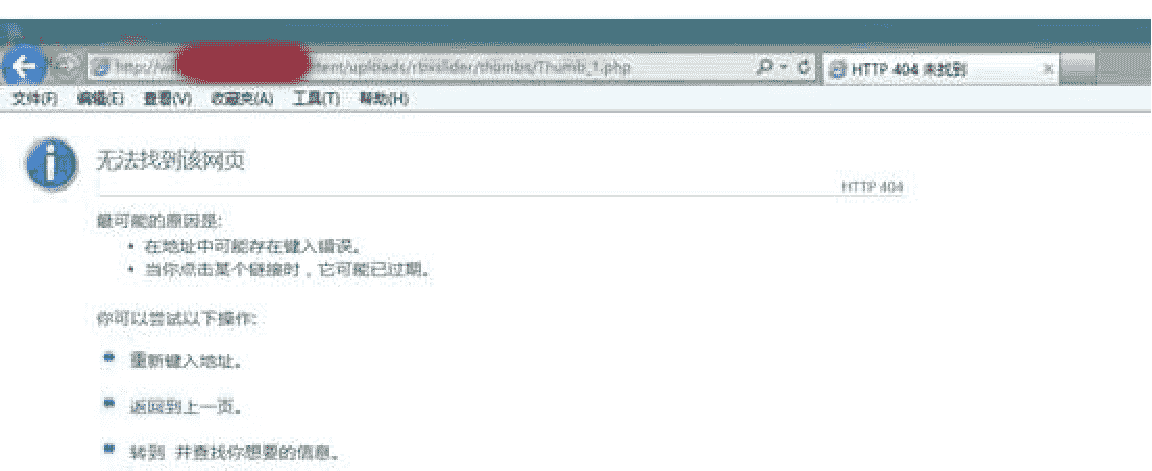 http://w tent/uploads/rbxslider/thumbs/Thumb_1.php HTTP 404 未找到
文件(F) 编辑(E) 查看(V) 收藏夹(A) 工具(T) 帮助(H)
无法找到该网页
HTTP 404
最可能的原因是:
• 在地址中可能存在键入错误。
• 当你点击某个链接时，它可能已过期。
你可以尝试以下操作:
重新键入地址。
返回到上一页。
转到 并查找你想要的信息。